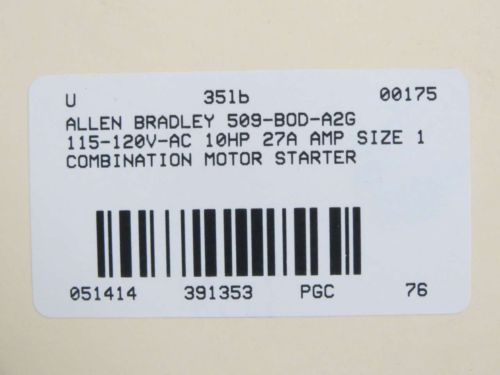 U 35lb 00175
ALLEN BRADLEY 509-BOD-A2G
115-120V-AC 10HP 27A AMP SIZE 1
COMBINATION MOTOR STARTER
051414 391353 PGC 76